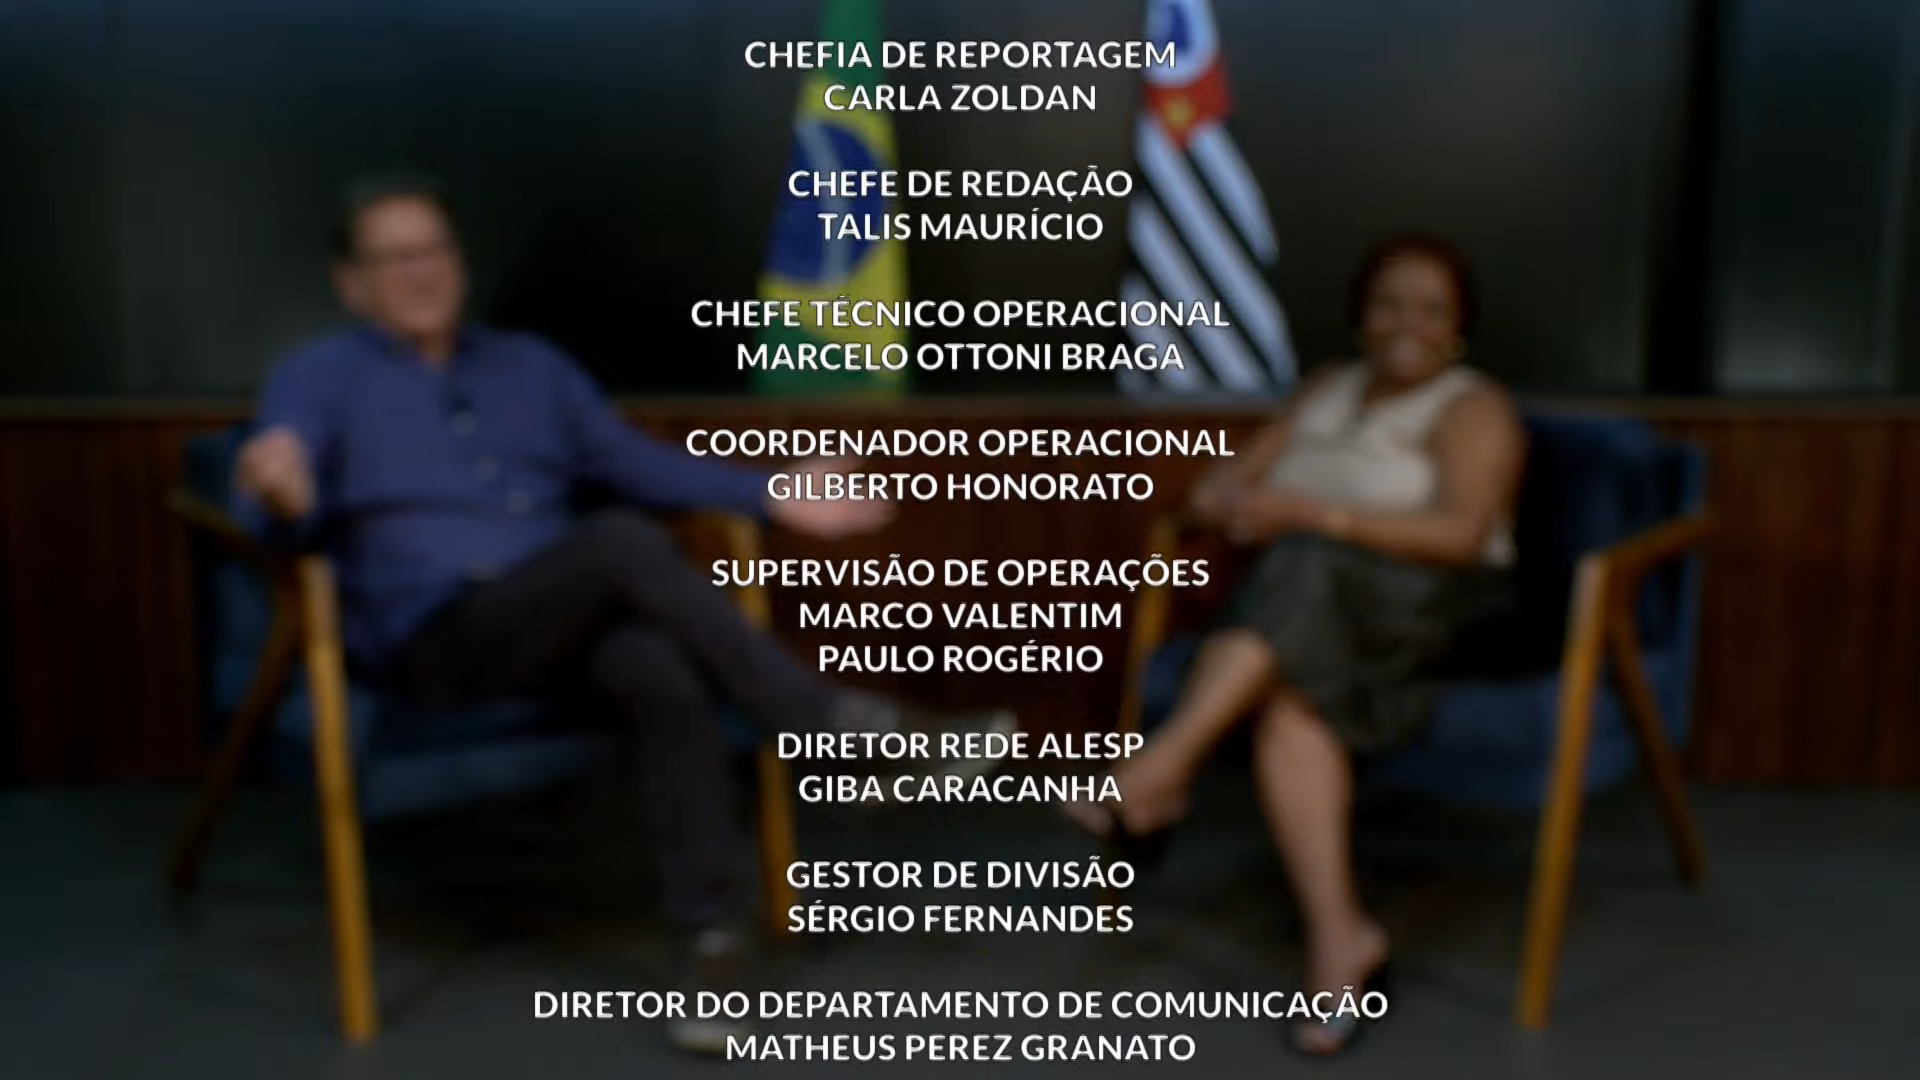 CHEFIA DE REPORTAGEM
CARLA ZOLDAN
CHEFE DE REDAÇÃO
TALIS MAURÍCIO
CHEFE TÉCNICO OPERACIONAL
MARCELO OTTONI BRAGA
COORDENADOR OPERACIONAL
GILBERTO HONORATO
SUPERVISÃO DE OPERAÇÕES
MARCO VALENTIM
PAULO ROGÉRIO
DIRETOR REDE ALESP
GIBA CARACANHA
GESTOR DE DIVISÃO
SÉRGIO FERNANDES
DIRETOR DO DEPARTAMENTO DE COMUNICAÇÃO
MATHEUS PEREZ GRANATO